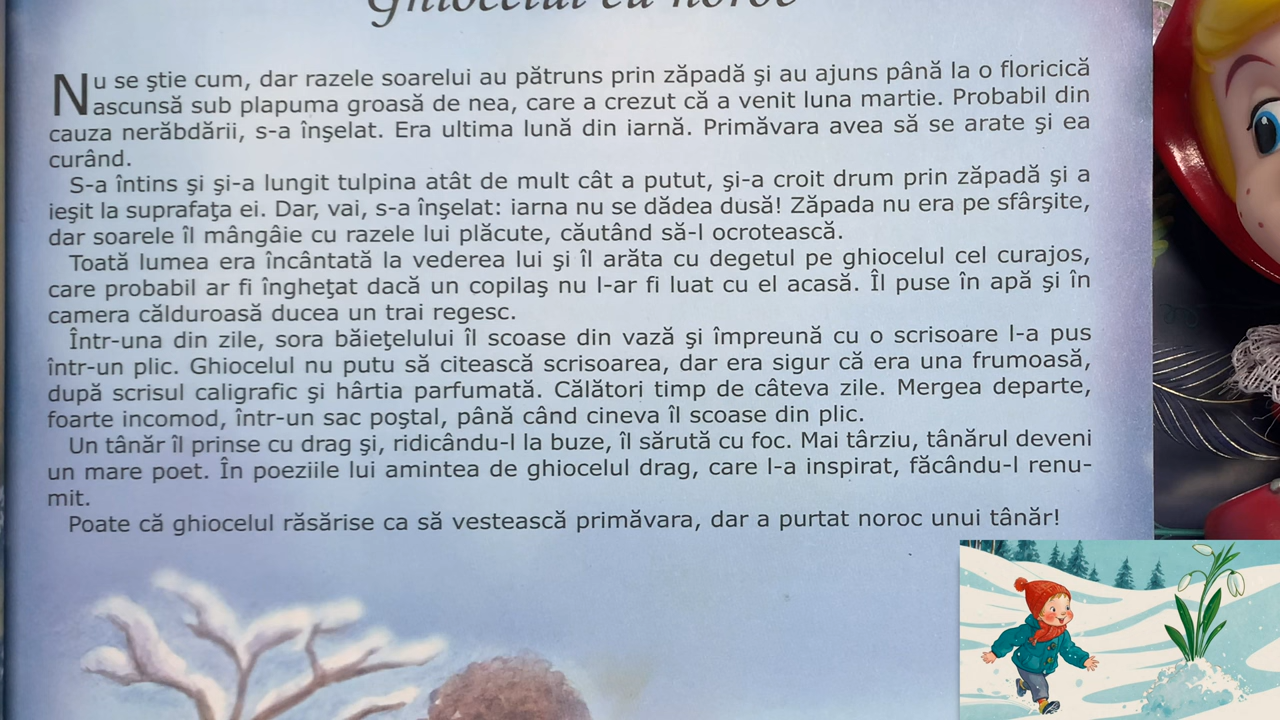 Ghiocelul cu noroc
Nu se ştie cum, dar razele soarelui au pătruns prin zăpadă şi au ajuns până la o floricică
ascunsă sub plapuma groasă de nea, care a crezut că a venit luna martie. Probabil din
cauza nerăbdării, s-a înşelat. Era ultima lună din iarnă. Primăvara avea să se arate şi ea
curând.
S-a întins şi şi-a lungit tulpina atât de mult cât a putut, şi-a croit drum prin zăpadă şi a
ieşit la suprafaţa ei. Dar, vai, s-a înşelat: iarna nu se dădea dusă! Zăpada nu era pe sfârşite,
dar soarele îl mângâie cu razele lui plăcute, căutând să-l ocrotească.
Toată lumea era încântată la vederea lui şi îl arăta cu degetul pe ghiocelul cel curajos,
care probabil ar fi îngheţat dacă un copilaş nu l-ar fi luat cu el acasă. Îl puse în apă şi în
camera călduroasă ducea un trai regesc.
Într-una din zile, sora băieţelului îl scoase din vază şi împreună cu o scrisoare l-a pus
într-un plic. Ghiocelul nu putu să citească scrisoarea, dar era sigur că era una frumoasă,
după scrisul caligrafic şi hârtia parfumată. Călători timp de câteva zile. Mergea departe,
foarte incomod, într-un sac poştal, până când cineva îl scoase din plic.
Un tânăr îl prinse cu drag şi, ridicându-l la buze, îl sărută cu foc. Mai târziu, tânărul deveni
un mare poet. În poeziile lui amintea de ghiocelul drag, care l-a inspirat, făcându-l renu-
mit.
Poate că ghiocelul răsărise ca să vestească primăvara, dar a purtat noroc unui tânăr!